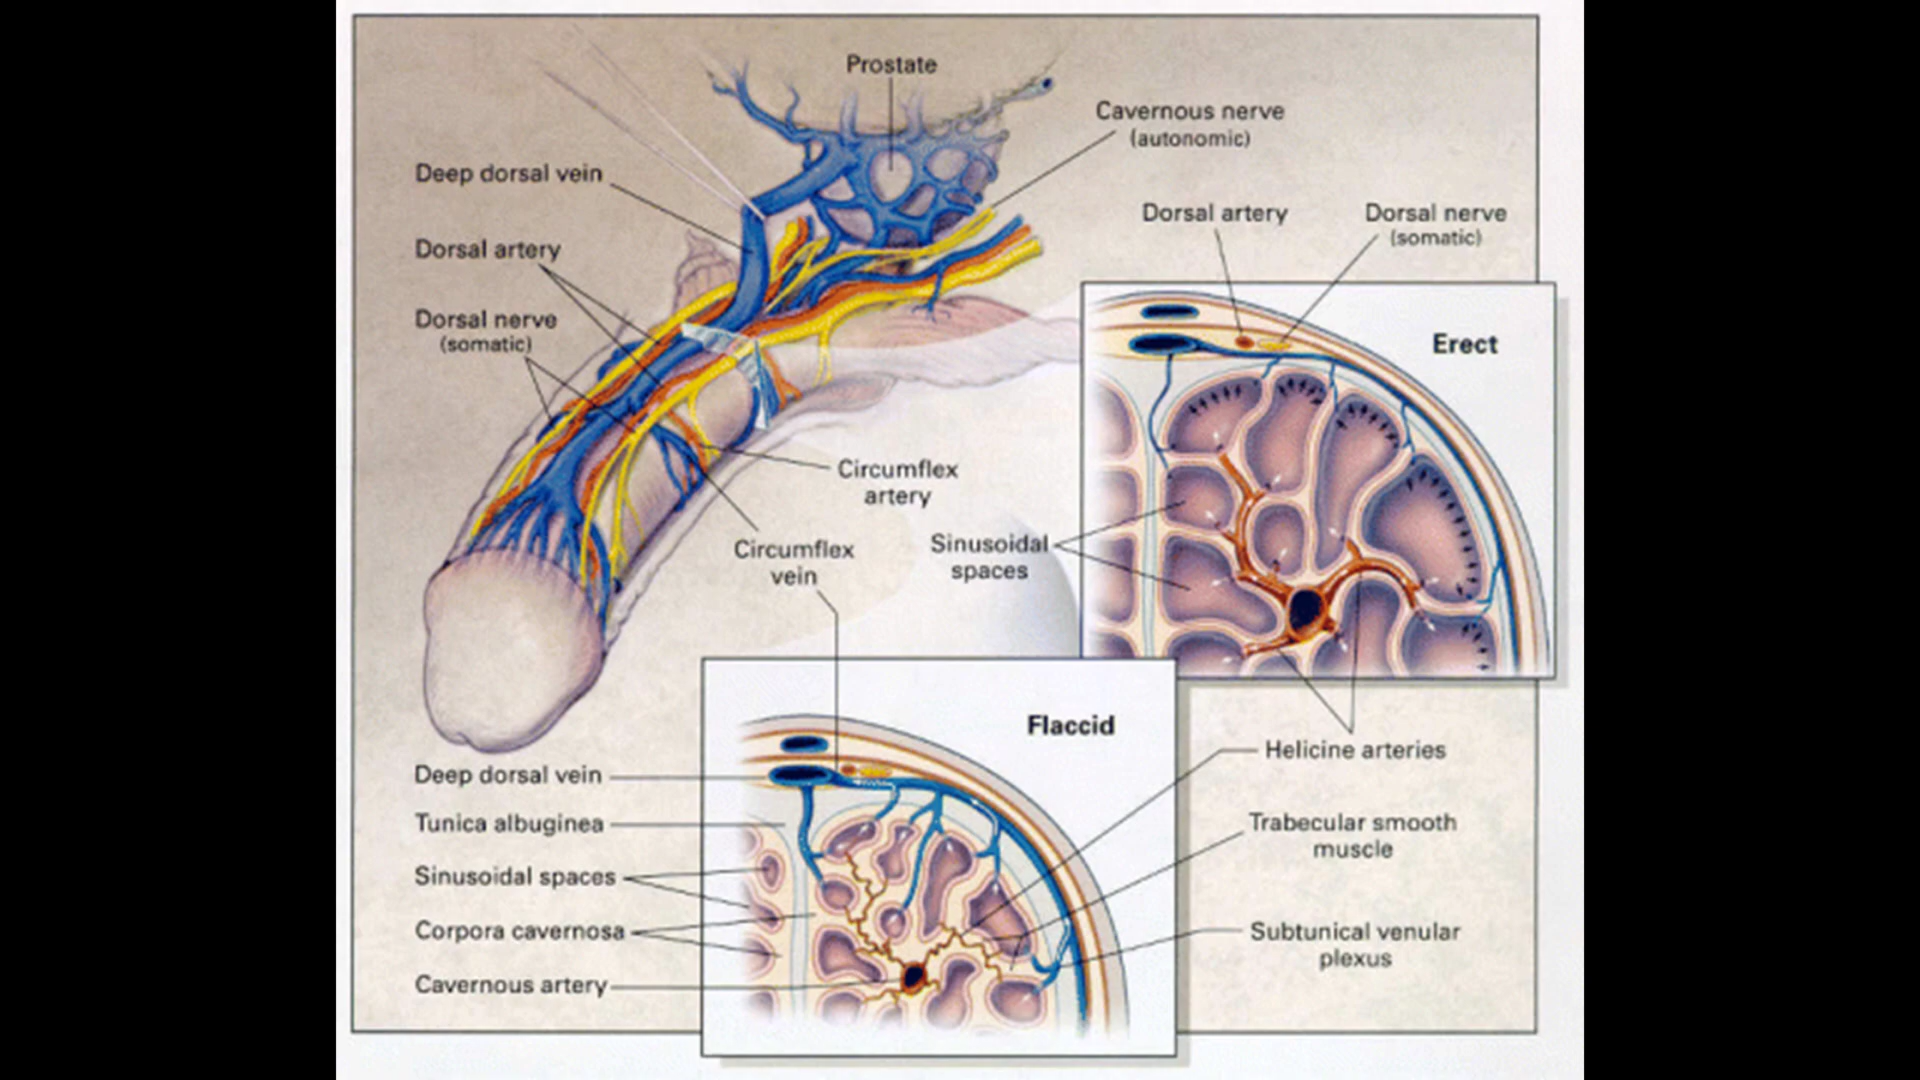 Prostate
Cavernous nerve
(autonomic)
Deep dorsal vein
Dorsal artery
Dorsal nerve
(somatic)
Dorsal artery
Dorsal nerve
(somatic)
Erect
Circumflex
artery
Circumflex
vein
Sinusoidal
spaces
Flaccid
Helicine arteries
Deep dorsal vein
Tunica albuginea
Trabecular smooth
muscle
Sinusoidal spaces
Corpora cavernosa
Subtunical venular
plexus
Cavernous artery